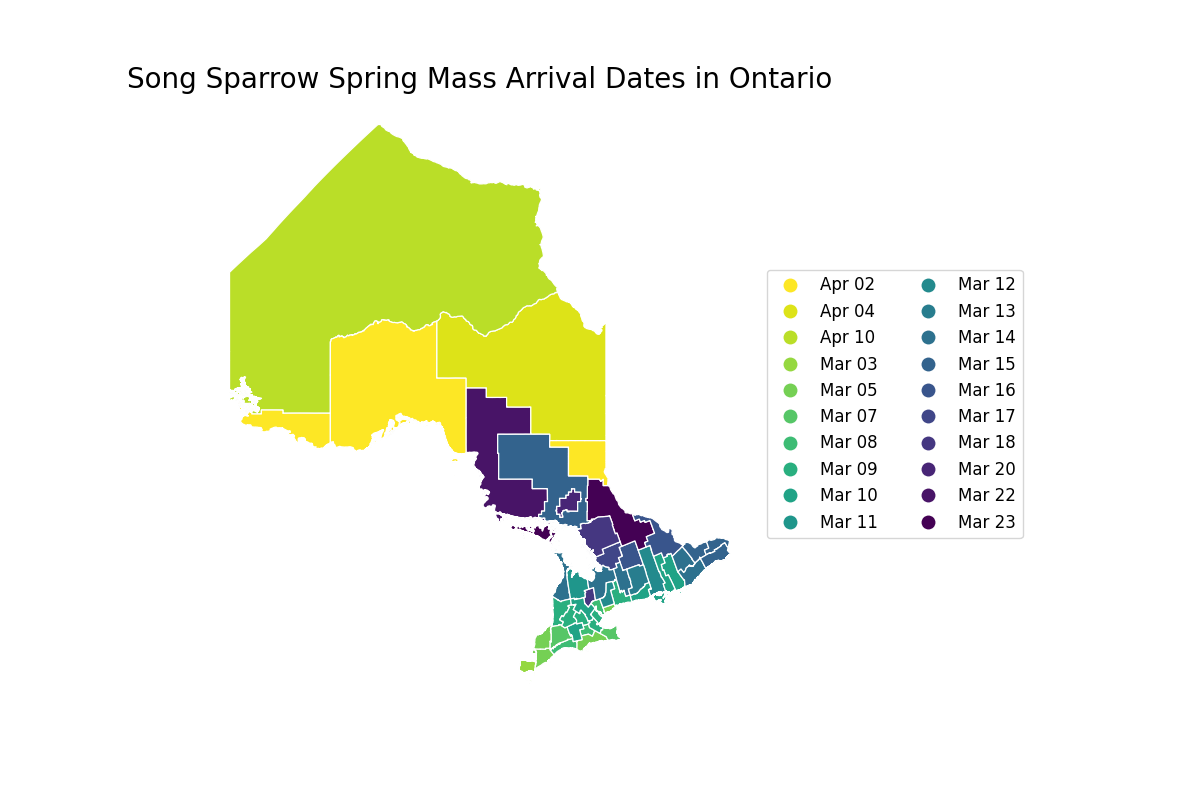 Song Sparrow Spring Mass Arrival Dates in Ontario
Apr 02
Apr 04
Apr 10
Mar 03
Mar 05
Mar 07
Mar 08
Mar 09
Mar 10
Mar 11
Mar 12
Mar 13
Mar 14
Mar 15
Mar 16
Mar 17
Mar 18
Mar 20
Mar 22
Mar 23